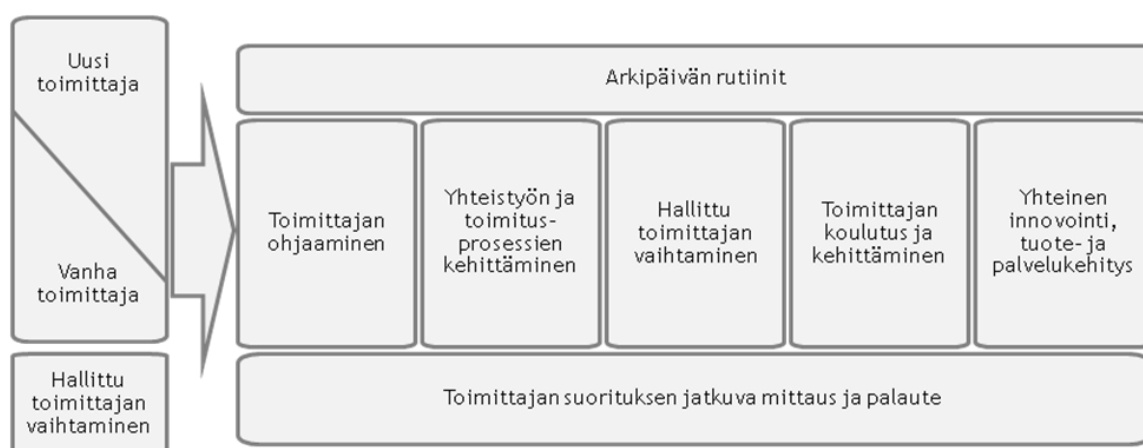 Uusi
toimittaja
Vanha
toimittaja
Hallittu
toimittajan
vaihtaminen
Arkipäivän rutiinit
Toimittajan
ohjaaminen
Yhteistyön ja
toimitus-
prosessien
kehittäminen
Hallittu
toimittajan
vaihtaminen
Toimittajan
koulutus ja
kehittäminen
Yhteinen
innovointi,
tuote- ja
palvelukehitys
Toimittajan suorituksen jatkuva mittaus ja palaute